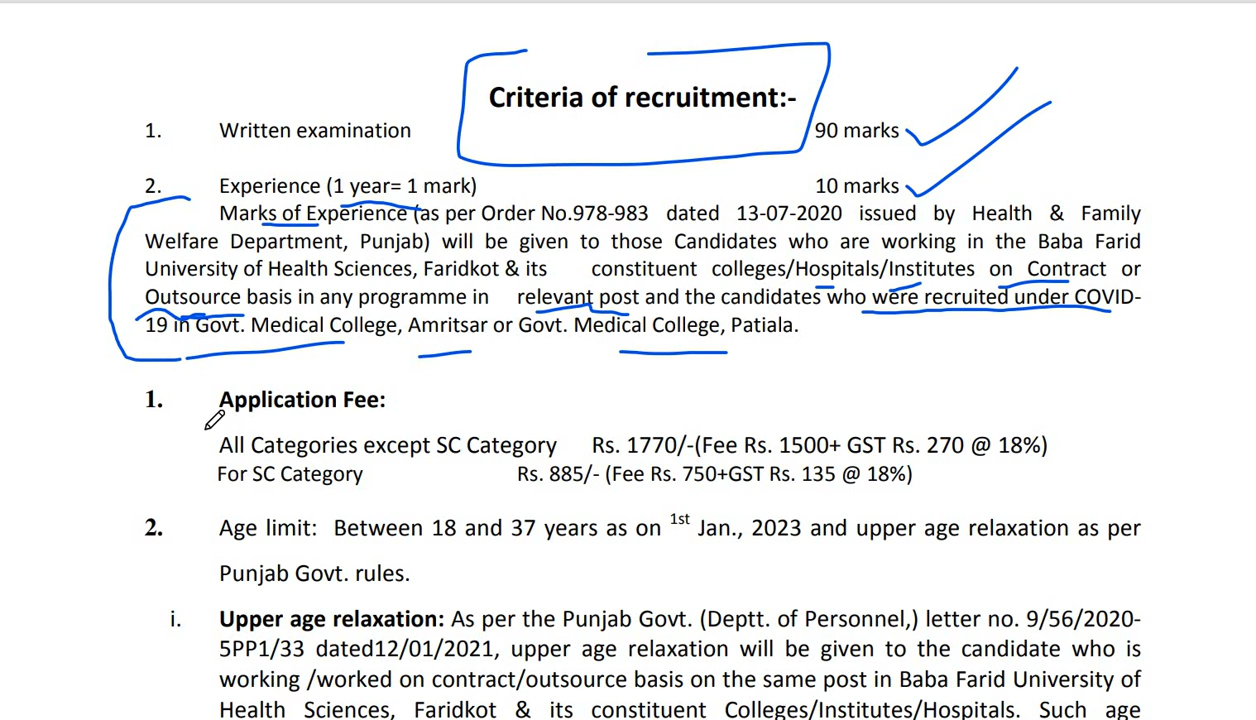 Criteria of recruitment:-
1. Written examination 90 marks
2. Experience (1 year= 1 mark) 10 marks
Marks of Experience (as per Order No.978-983 dated 13-07-2020 issued by Health & Family
Welfare Department, Punjab) will be given to those Candidates who are working in the Baba Farid
University of Health Sciences, Faridkot & its constituent colleges/Hospitals/Institutes on Contract or
Outsource basis in any programme in relevant post and the candidates who were recruited under COVID-
19 in Govt. Medical College, Amritsar or Govt. Medical College, Patiala.
1. Application Fee:
All Categories except SC Category Rs. 1770/-(Fee Rs. 1500+ GST Rs. 270 @ 18%)
For SC Category Rs. 885/- (Fee Rs. 750+GST Rs. 135 @ 18%)
2. Age limit: Between 18 and 37 years as on 1st Jan., 2023 and upper age relaxation as per
Punjab Govt. rules.
i. Upper age relaxation: As per the Punjab Govt. (Deptt. of Personnel,) letter no. 9/56/2020-
5PP1/33 dated12/01/2021, upper age relaxation will be given to the candidate who is
working /worked on contract/outsource basis on the same post in Baba Farid University of
Health Sciences, Faridkot & its constituent Colleges/Institutes/Hospitals. Such age